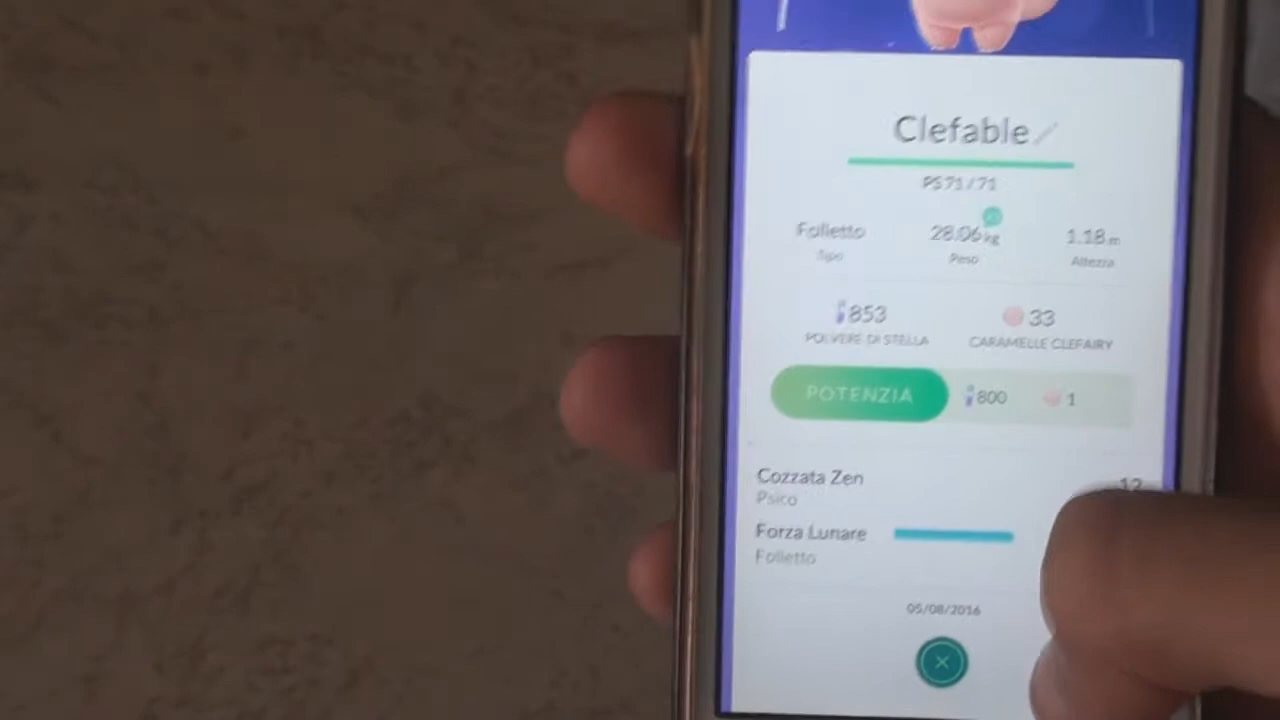 Clefable
PS 71 / 71
Folletto
28.06 kg
1.18 m
Tipo
Peso
Altezza
853
33
POLVERE DI STELLA
CARAMELLE CLEFAIRY
POTENZIA
800
1
Cozzata Zen
12
Psico
Forza Lunare
Folletto
05/08/2016